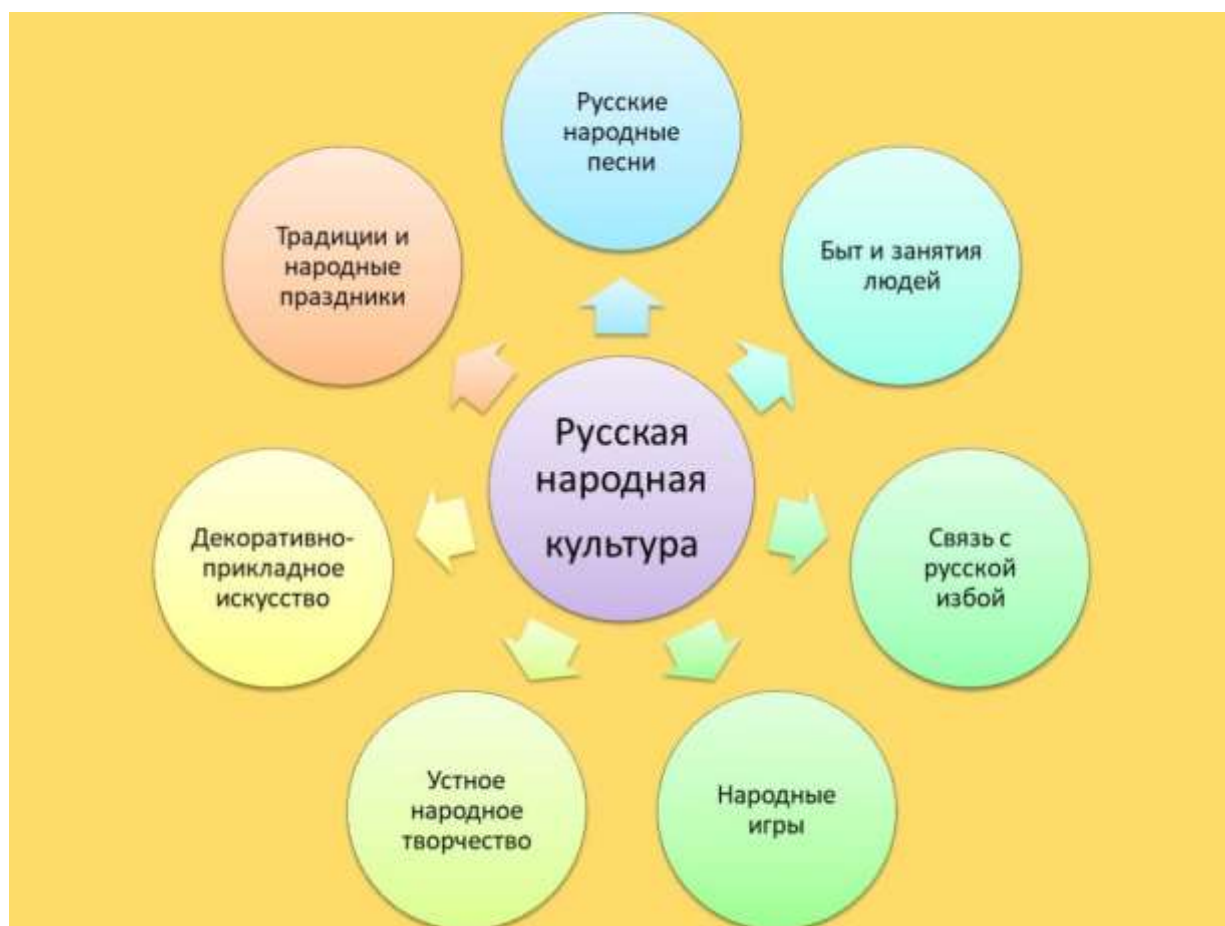 Русские
народные
песни
Традиции и
народные
праздники
Быт и занятия
людей
Русская
народная
культура
Декоративно-
прикладное
искусство
Связь с
русской
избой
Устное
народное
творчество
Народные
игры